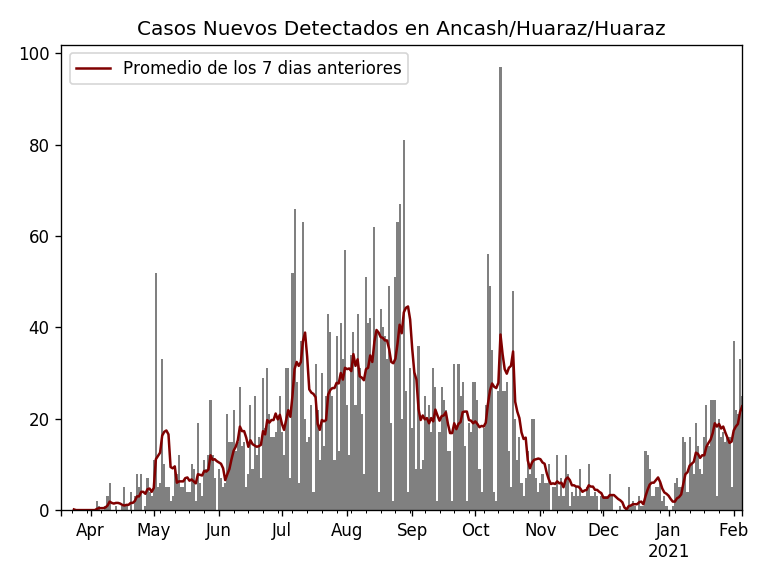 Casos Nuevos Detectados en Ancash/Huaraz/Huaraz
Promedio de los 7 dias anteriores
100
80
60
40
20
0
Apr May Jun Jul Aug Sep Oct Nov Dec Jan Feb
2021